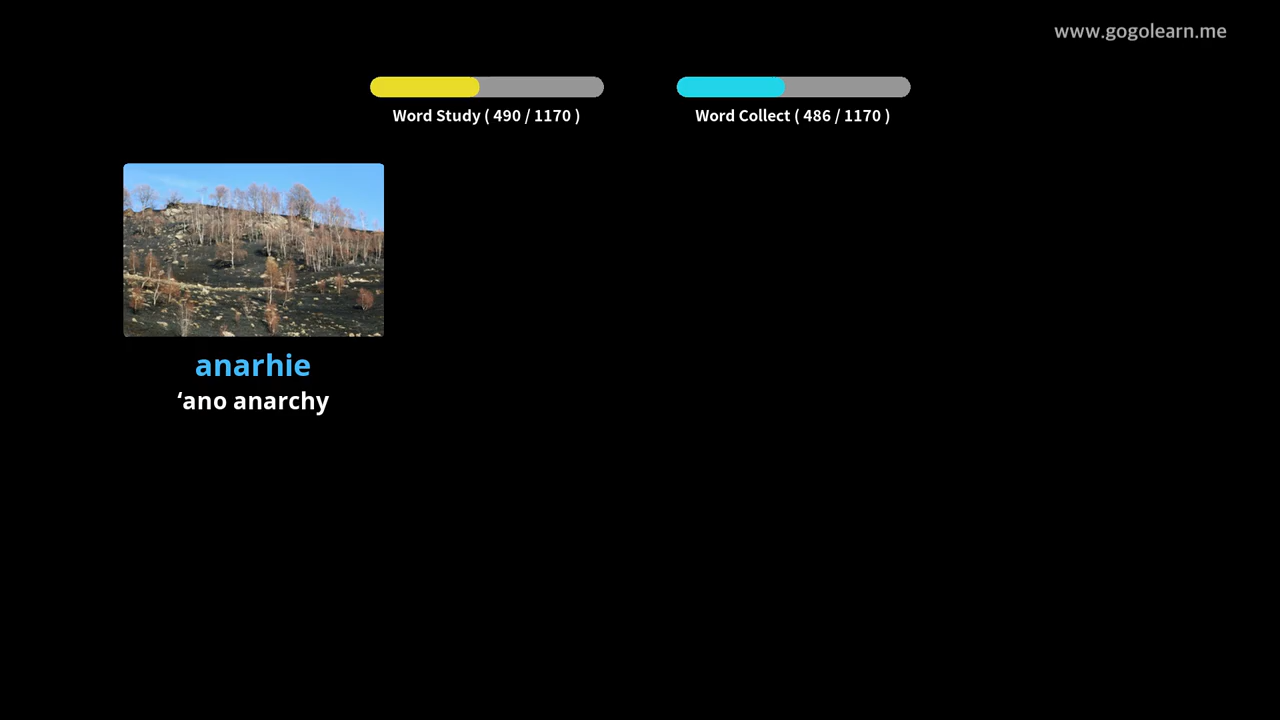 www.gogolearn.me
Word Study ( 490 / 1170 )
Word Collect ( 486 / 1170 )
anarhie
‘ano anarchy